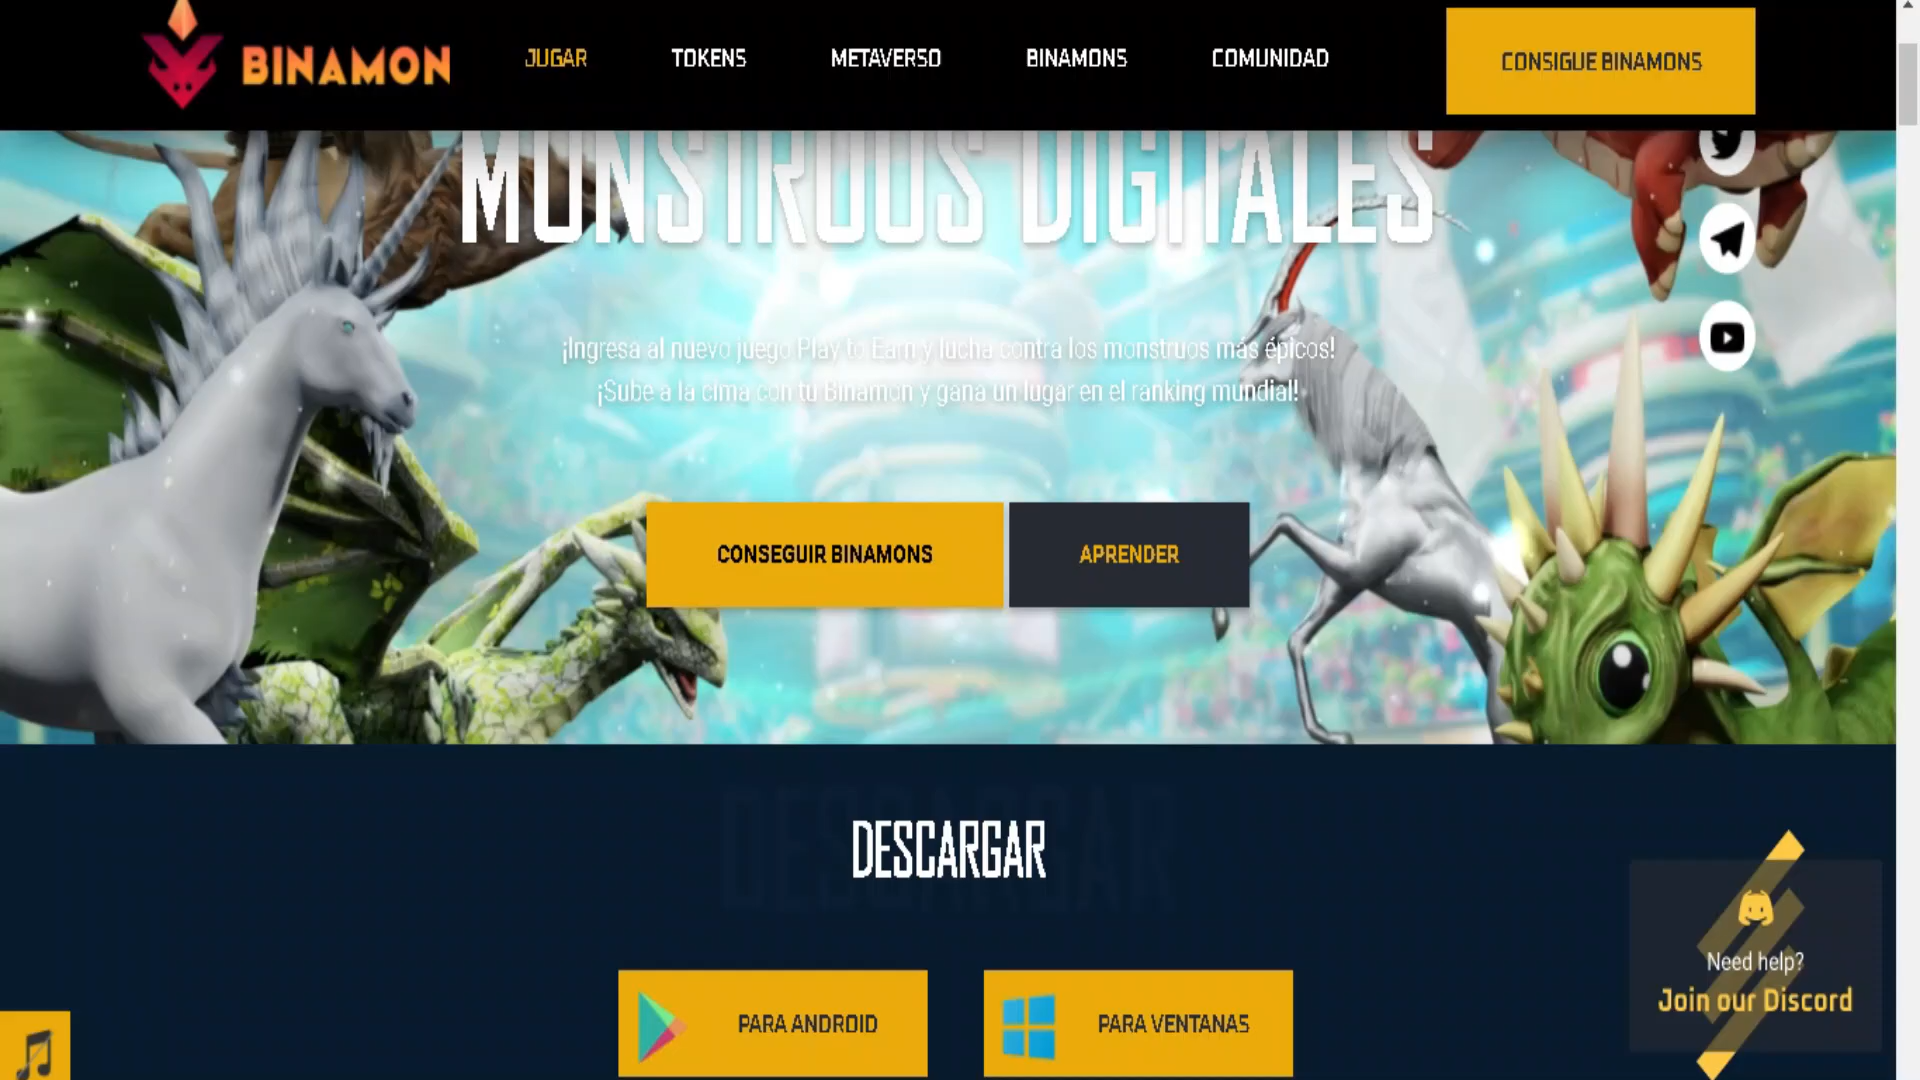 BINAMON
JUGAR
TOKENS
METAVERSO
BINAMONS
COMUNIDAD
CONSIGUE BINAMONS
MONSTRUOS DIGITALES
¡Ingresa al nuevo juego Play to Earn y lucha contra los monstruos más épicos!
¡Sube a la cima con tu Binamon y gana un lugar en el ranking mundial!
CONSEGUIR BINAMONS
APRENDER
DESCARGAR
DESCARGAR
PARA ANDROID
PARA VENTANAS
Need help?
Join our Discord